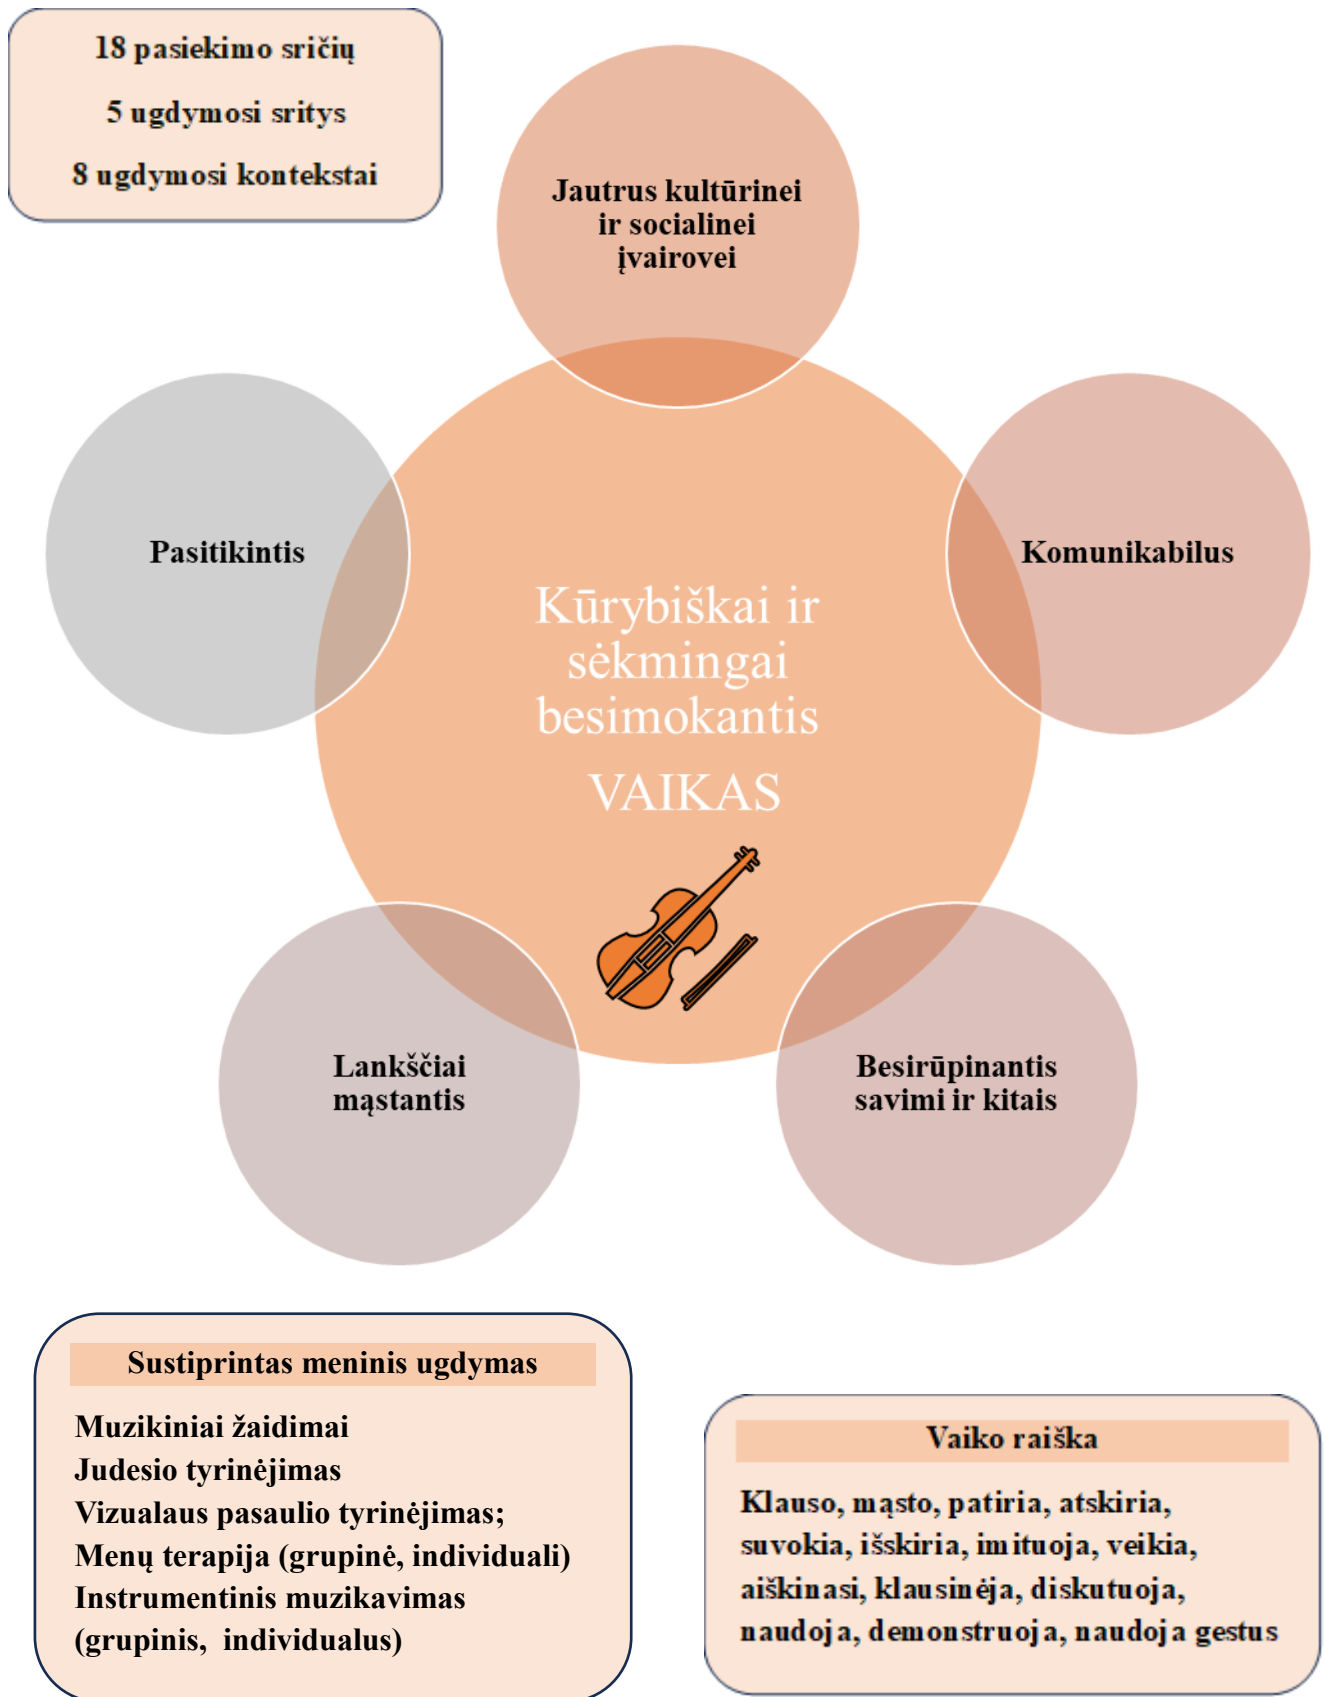 18 pasiekimo sričių
5 ugdymosi sritys
8 ugdymosi kontekstai
Jautrus kultūrinei
ir socialinei
įvairovei
Pasitikintis
Komunikabilus
Kūrybiškai ir
sėkmingai
besimokantis
VAIKAS
Lanksčiai
mąstantis
Besirūpinantis
savimi ir kitais
Sustiprintas meninis ugdymas
Muzikiniai žaidimai
Judesio tyrinėjimas
Vizualaus pasaulio tyrinėjimas;
Menų terapija (grupinė, individuali)
Instrumentinis muzikavimas
(grupinis, individualus)
Vaiko raiška
Klauso, mąsto, patiria, atskiria,
suvokia, išskiria, imituoja, veikia,
aiškinasi, klausinėja, diskutuoja,
naudoja, demonstruoja, naudoja gestus